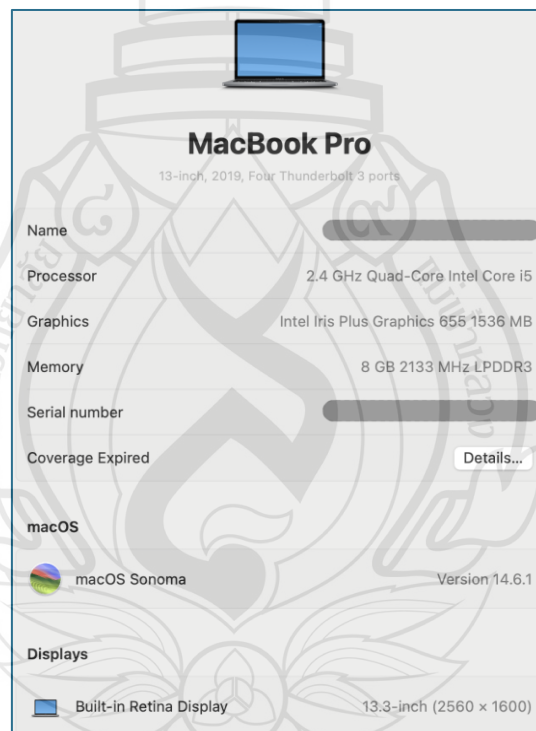 MacBook Pro
13-inch, 2019, Four Thunderbolt 3 ports
Name
Processor 2.4 GHz Quad-Core Intel Core i5
Graphics Intel Iris Plus Graphics 655 1536 MB
Memory 8 GB 2133 MHz LPDDR3
Serial number
Coverage Expired Details...
macOS
macOS Sonoma Version 14.6.1
Displays
Built-in Retina Display 13.3-inch (2560 × 1600)